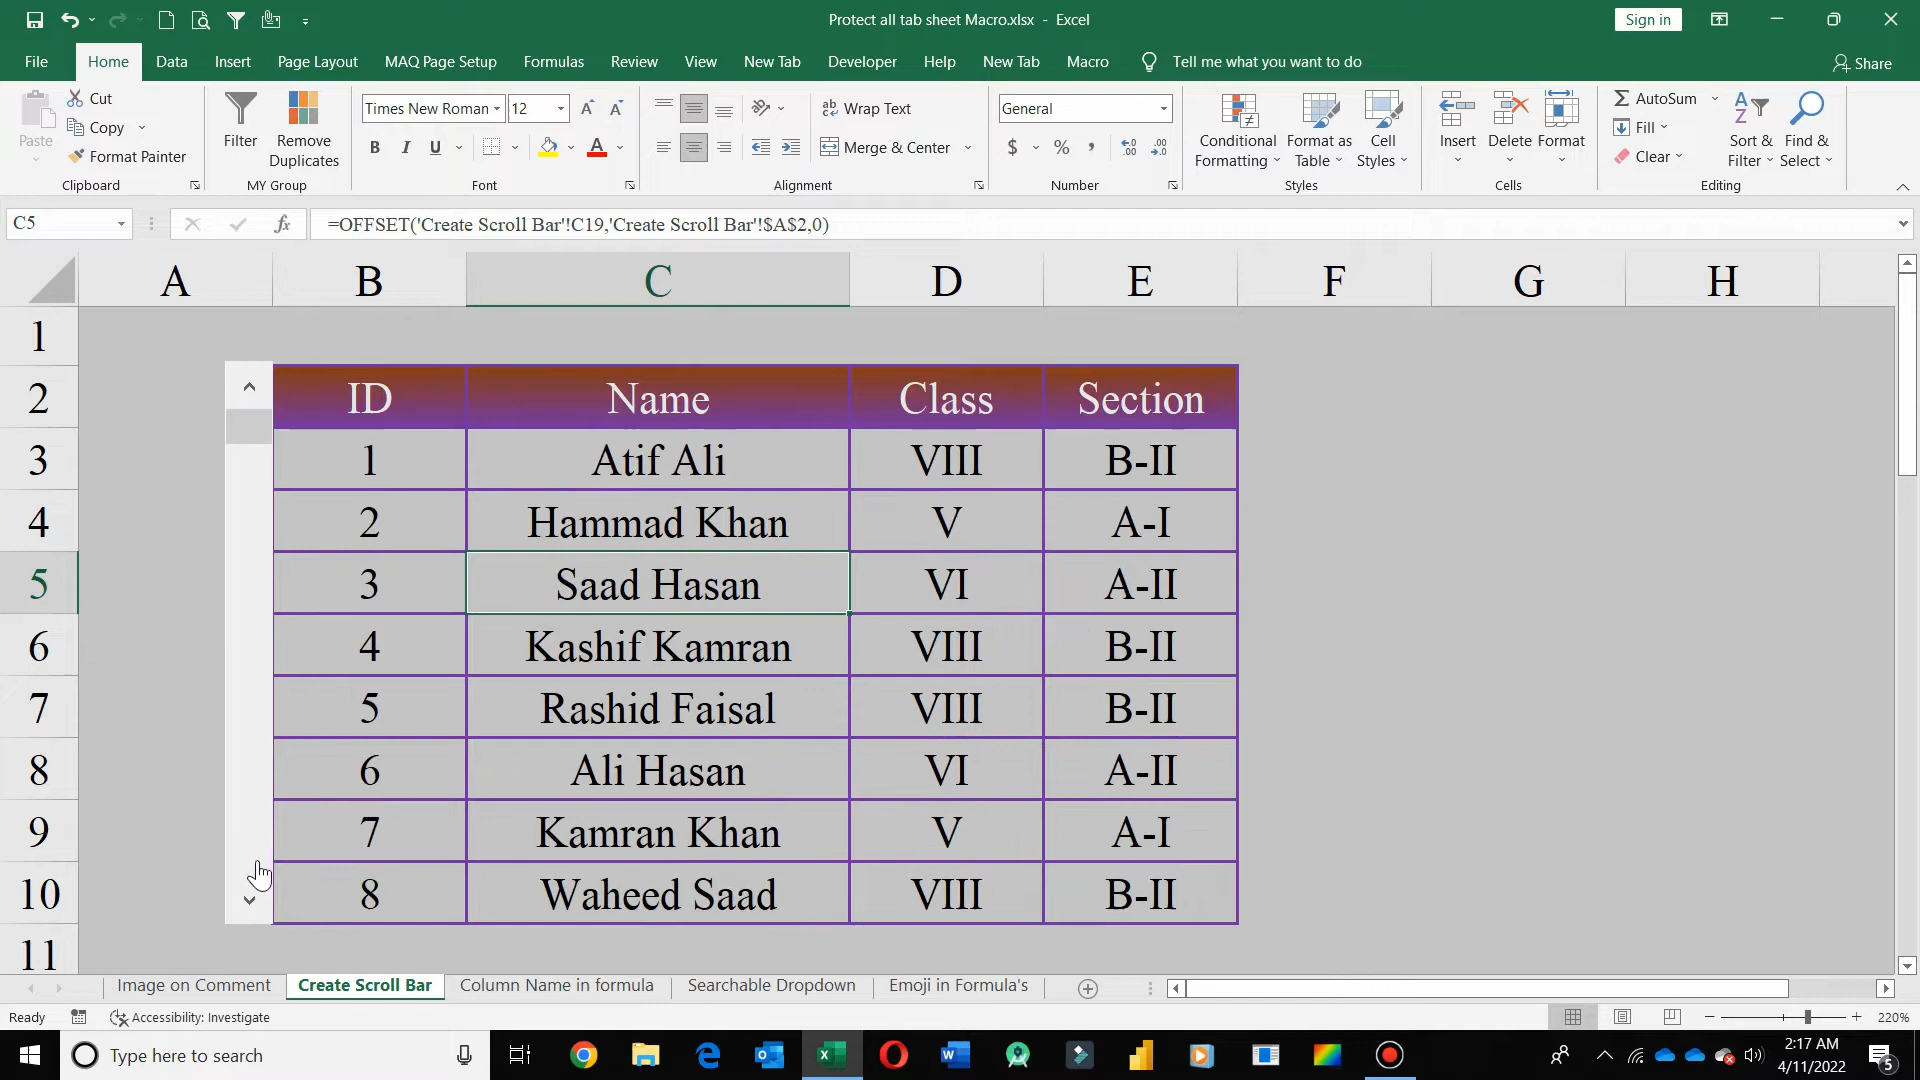 Protect all tab sheet Macro.xlsx - Excel
Sign in
File Home Data Insert Page Layout MAQ Page Setup Formulas Review View New Tab Developer Help New Tab Macro Tell me what you want to do Share
Paste
Cut
Copy
Format Painter
Clipboard
Filter
Remove
Duplicates
MY Group
Times New Roman 12
A A
B I U A
Font
ab Wrap Text
Merge & Center
Alignment
General
$ % ,
Number
Conditional
Formatting
Format as
Table
Cell
Styles
Styles
Insert Delete Format
Cells
AutoSum
Fill
Clear
Sort &
Filter
Find &
Select
Editing
C5 fx =OFFSET('Create Scroll Bar'!C19,'Create Scroll Bar'!$A$2,0)
A B C D E F G H
1
2 ID Name Class Section
3 1 Atif Ali VIII B-II
4 2 Hammad Khan V A-I
5 3 Saad Hasan VI A-II
6 4 Kashif Kamran VIII B-II
7 5 Rashid Faisal VIII B-II
8 6 Ali Hasan VI A-II
9 7 Kamran Khan V A-I
10 8 Waheed Saad VIII B-II
11
Image on Comment Create Scroll Bar Column Name in formula Searchable Dropdown Emoji in Formula's
Ready Accessibility: Investigate 220%
Type here to search
2:17 AM
4/11/2022
5